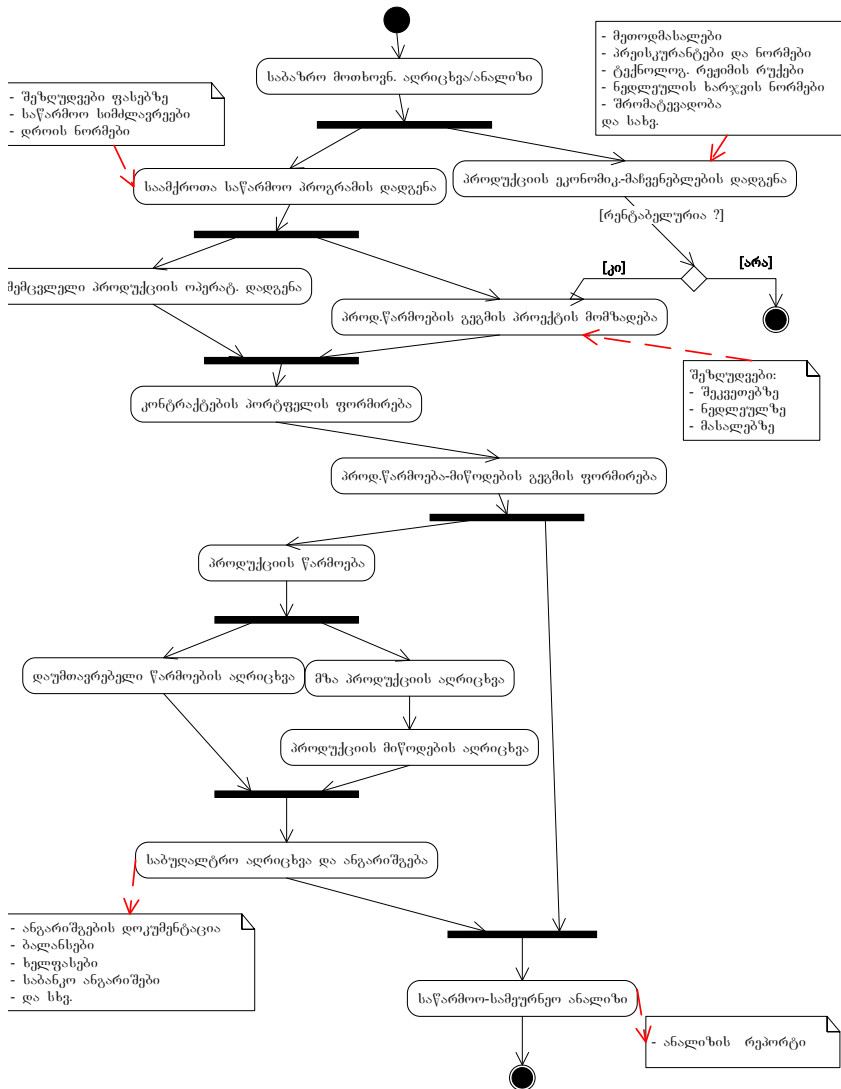 - მეთოდმასალები
- პრეისკურანტები და ნორმები
- ტექნოლოგ. რეჟიმის რუქები
- ნედლეულის ხარჯვის ნორმები
- შრომატევადობა
და სახვ.
საბაზრო მოთხოვნ. აღრიცხვა/ანალიზი
- შეზღუდვები ფასებზე
- საწარმოო სიმძლავრეები
- დროის ნორმები
საამქროთა საწარმოო პროგრამის დადგენა
პროდუქციის ეკონომიკ.-მაჩვენებლების დადგენა
[რენტაბელურია ?]
[კი]
[არა]
შემცვლელი პროდუქციის ოპერატ. დადგენა
პროდ.წარმოების გეგმის პროექტის მომზადება
შეზღუდვები:
- შეკვეთებზე
- ნედლეულზე
- მასალებზე
კონტრაქტების პორტფელის ფორმირება
პროდ.წარმოება-მიწოდების გეგმის ფორმირება
პროდუქციის წარმოება
დაუმთავრებელი წარმოების აღრიცხვა
მზა პროდუქციის აღრიცხვა
პროდუქციის მიწოდების აღრიცხვა
საბუღალტრო აღრიცხვა და ანგარიშგება
- ანგარიშგების დოკუმენტაცია
- ბალანსები
- ხელფასები
- საბანკო ანგარიშები
- და სხვ.
საწარმოო-სამეურნეო ანალიზი
- ანალიზის რეპორტი